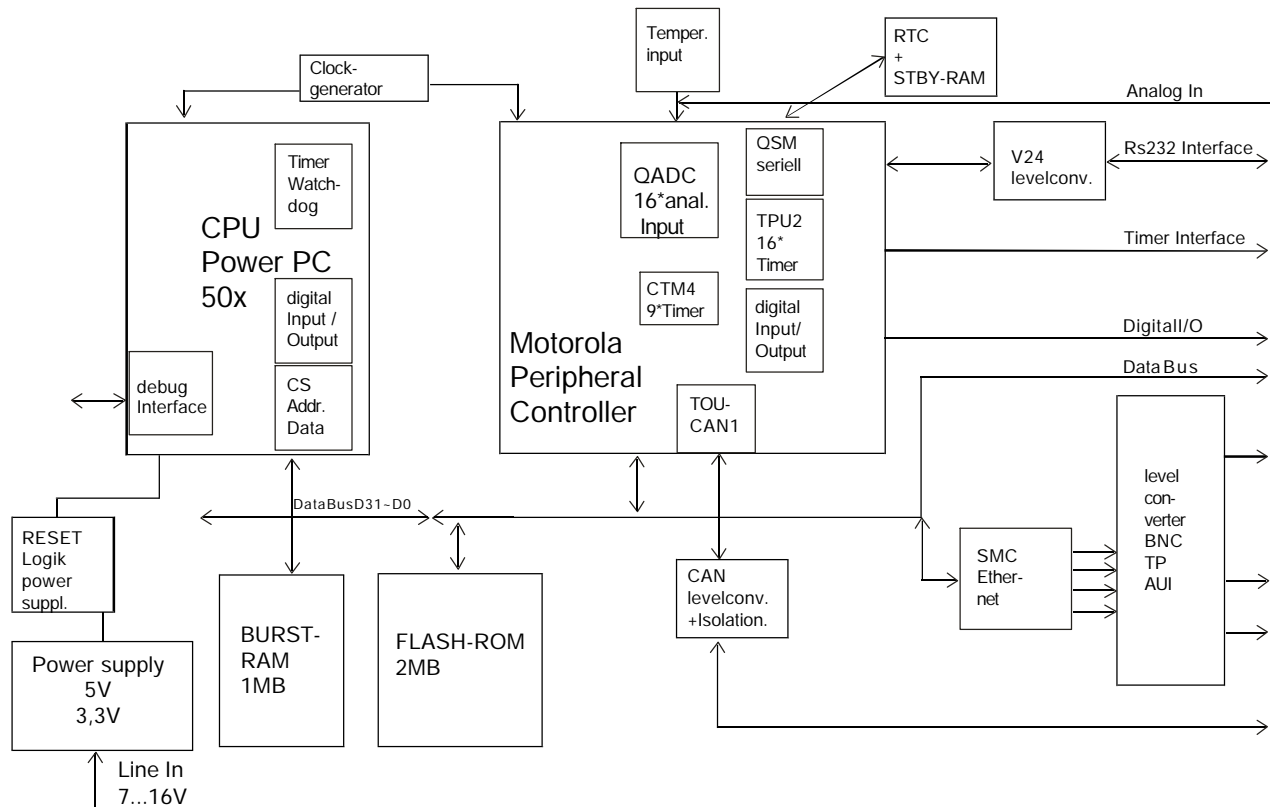 Temper.
input
RTC
+
STBY-RAM
Clock-
generator
Analog In
Timer
Watch-
dog
CPU
Power PC
50x
digital
Input /
Output
debug
Interface
CS
Addr.
Data
QADC
16*anal.
Input
QSM
seriell
TPU2
16*
Timer
CTM4
9*Timer
digital
Input/
Output
Motorola
Peripheral
Controller
TOU-
CAN1
V24
levelconv.
Rs232 Interface
Timer Interface
DigitalI/O
DataBus
DataBusD31~D0
RESET
Logik
power
suppl.
Power supply
5V
3,3V
Line In
7...16V
BURST-
RAM
1MB
FLASH-ROM
2MB
CAN
levelconv.
+Isolation.
SMC
Ether-
net
level
con-
verter
BNC
TP
AUI